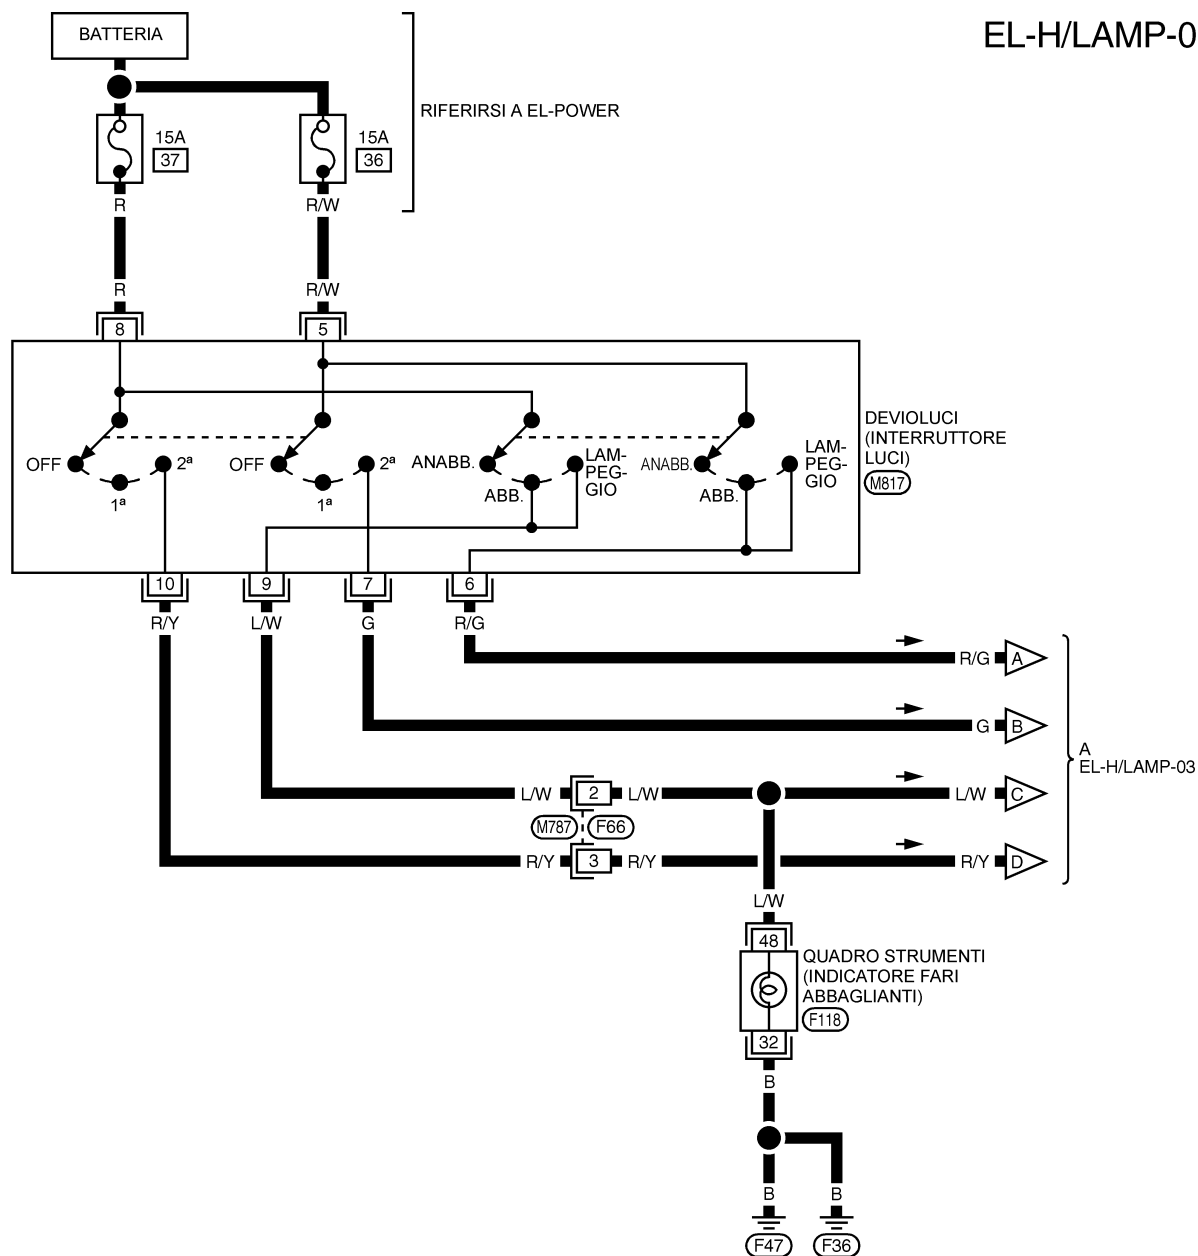 EL-H/LAMP-0
BATTERIA
RIFERIRSI A EL-POWER
15A
37
15A
36
R
R/W
R
R/W
8
5
DEVIOLUCI
(INTERRUTTORE
LUCI)
M817
OFF
1ª
2ª
OFF
1ª
2ª
ANABB.
ABB.
LAM-
PEG-
GIO
ANABB.
ABB.
LAM-
PEG-
GIO
10
9
7
6
R/Y
L/W
G
R/G
R/G
A
G
B
A
EL-H/LAMP-03
L/W
2
L/W
L/W
C
M787
F66
R/Y
3
R/Y
R/Y
D
L/W
48
QUADRO STRUMENTI
(INDICATORE FARI
ABBAGLIANTI)
F118
32
B
B
B
F47
F36